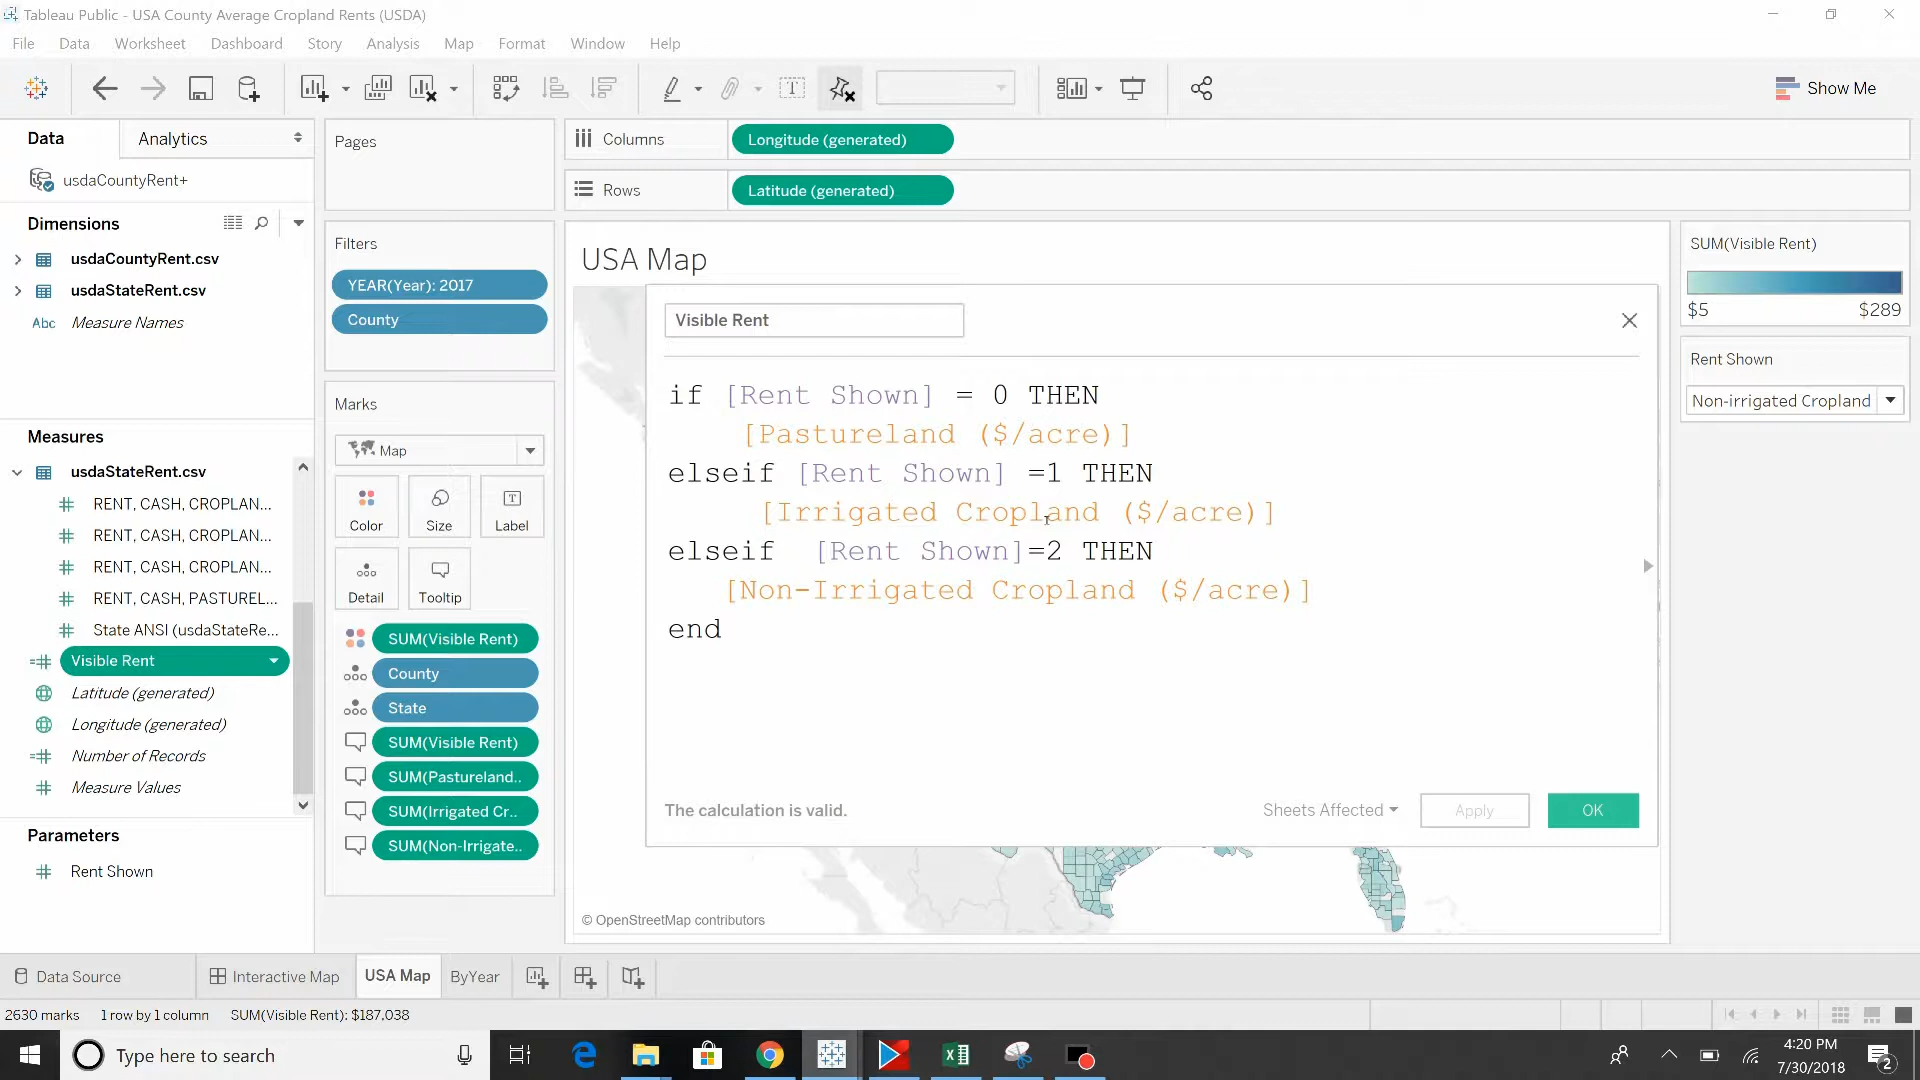 Tableau Public - USA County Average Cropland Rents (USDA)
File Data Worksheet Dashboard Story Analysis Map Format Window Help
Show Me
Data
Analytics
usdaCountyRent+
Dimensions
usdaCountyRent.csv
usdaStateRent.csv
Abc Measure Names
Measures
usdaStateRent.csv
RENT, CASH, CROPLAN...
RENT, CASH, CROPLAN...
RENT, CASH, CROPLAN...
RENT, CASH, PASTUREL...
State ANSI (usdaStateRe...
Visible Rent
Latitude (generated)
Longitude (generated)
Number of Records
Measure Values
Parameters
Rent Shown
Pages
Filters
YEAR(Year): 2017
County
Marks
Map
Color
Size
Label
Detail
Tooltip
SUM(Visible Rent)
County
State
SUM(Visible Rent)
SUM(Pastureland..
SUM(Irrigated Cr..
SUM(Non-Irrigate..
Columns
Longitude (generated)
Rows
Latitude (generated)
USA Map
Visible Rent
if [Rent Shown] = 0 THEN
[Pastureland ($/acre)]
elseif [Rent Shown] =1 THEN
[Irrigated Cropland ($/acre)]
elseif [Rent Shown]=2 THEN
[Non-Irrigated Cropland ($/acre)]
end
The calculation is valid.
Sheets Affected
Apply
OK
© OpenStreetMap contributors
SUM(Visible Rent)
$5
$289
Rent Shown
Non-irrigated Cropland
Data Source
Interactive Map
USA Map
ByYear
2630 marks
1 row by 1 column
SUM(Visible Rent): $187,038
Type here to search
4:20 PM
7/30/2018
2